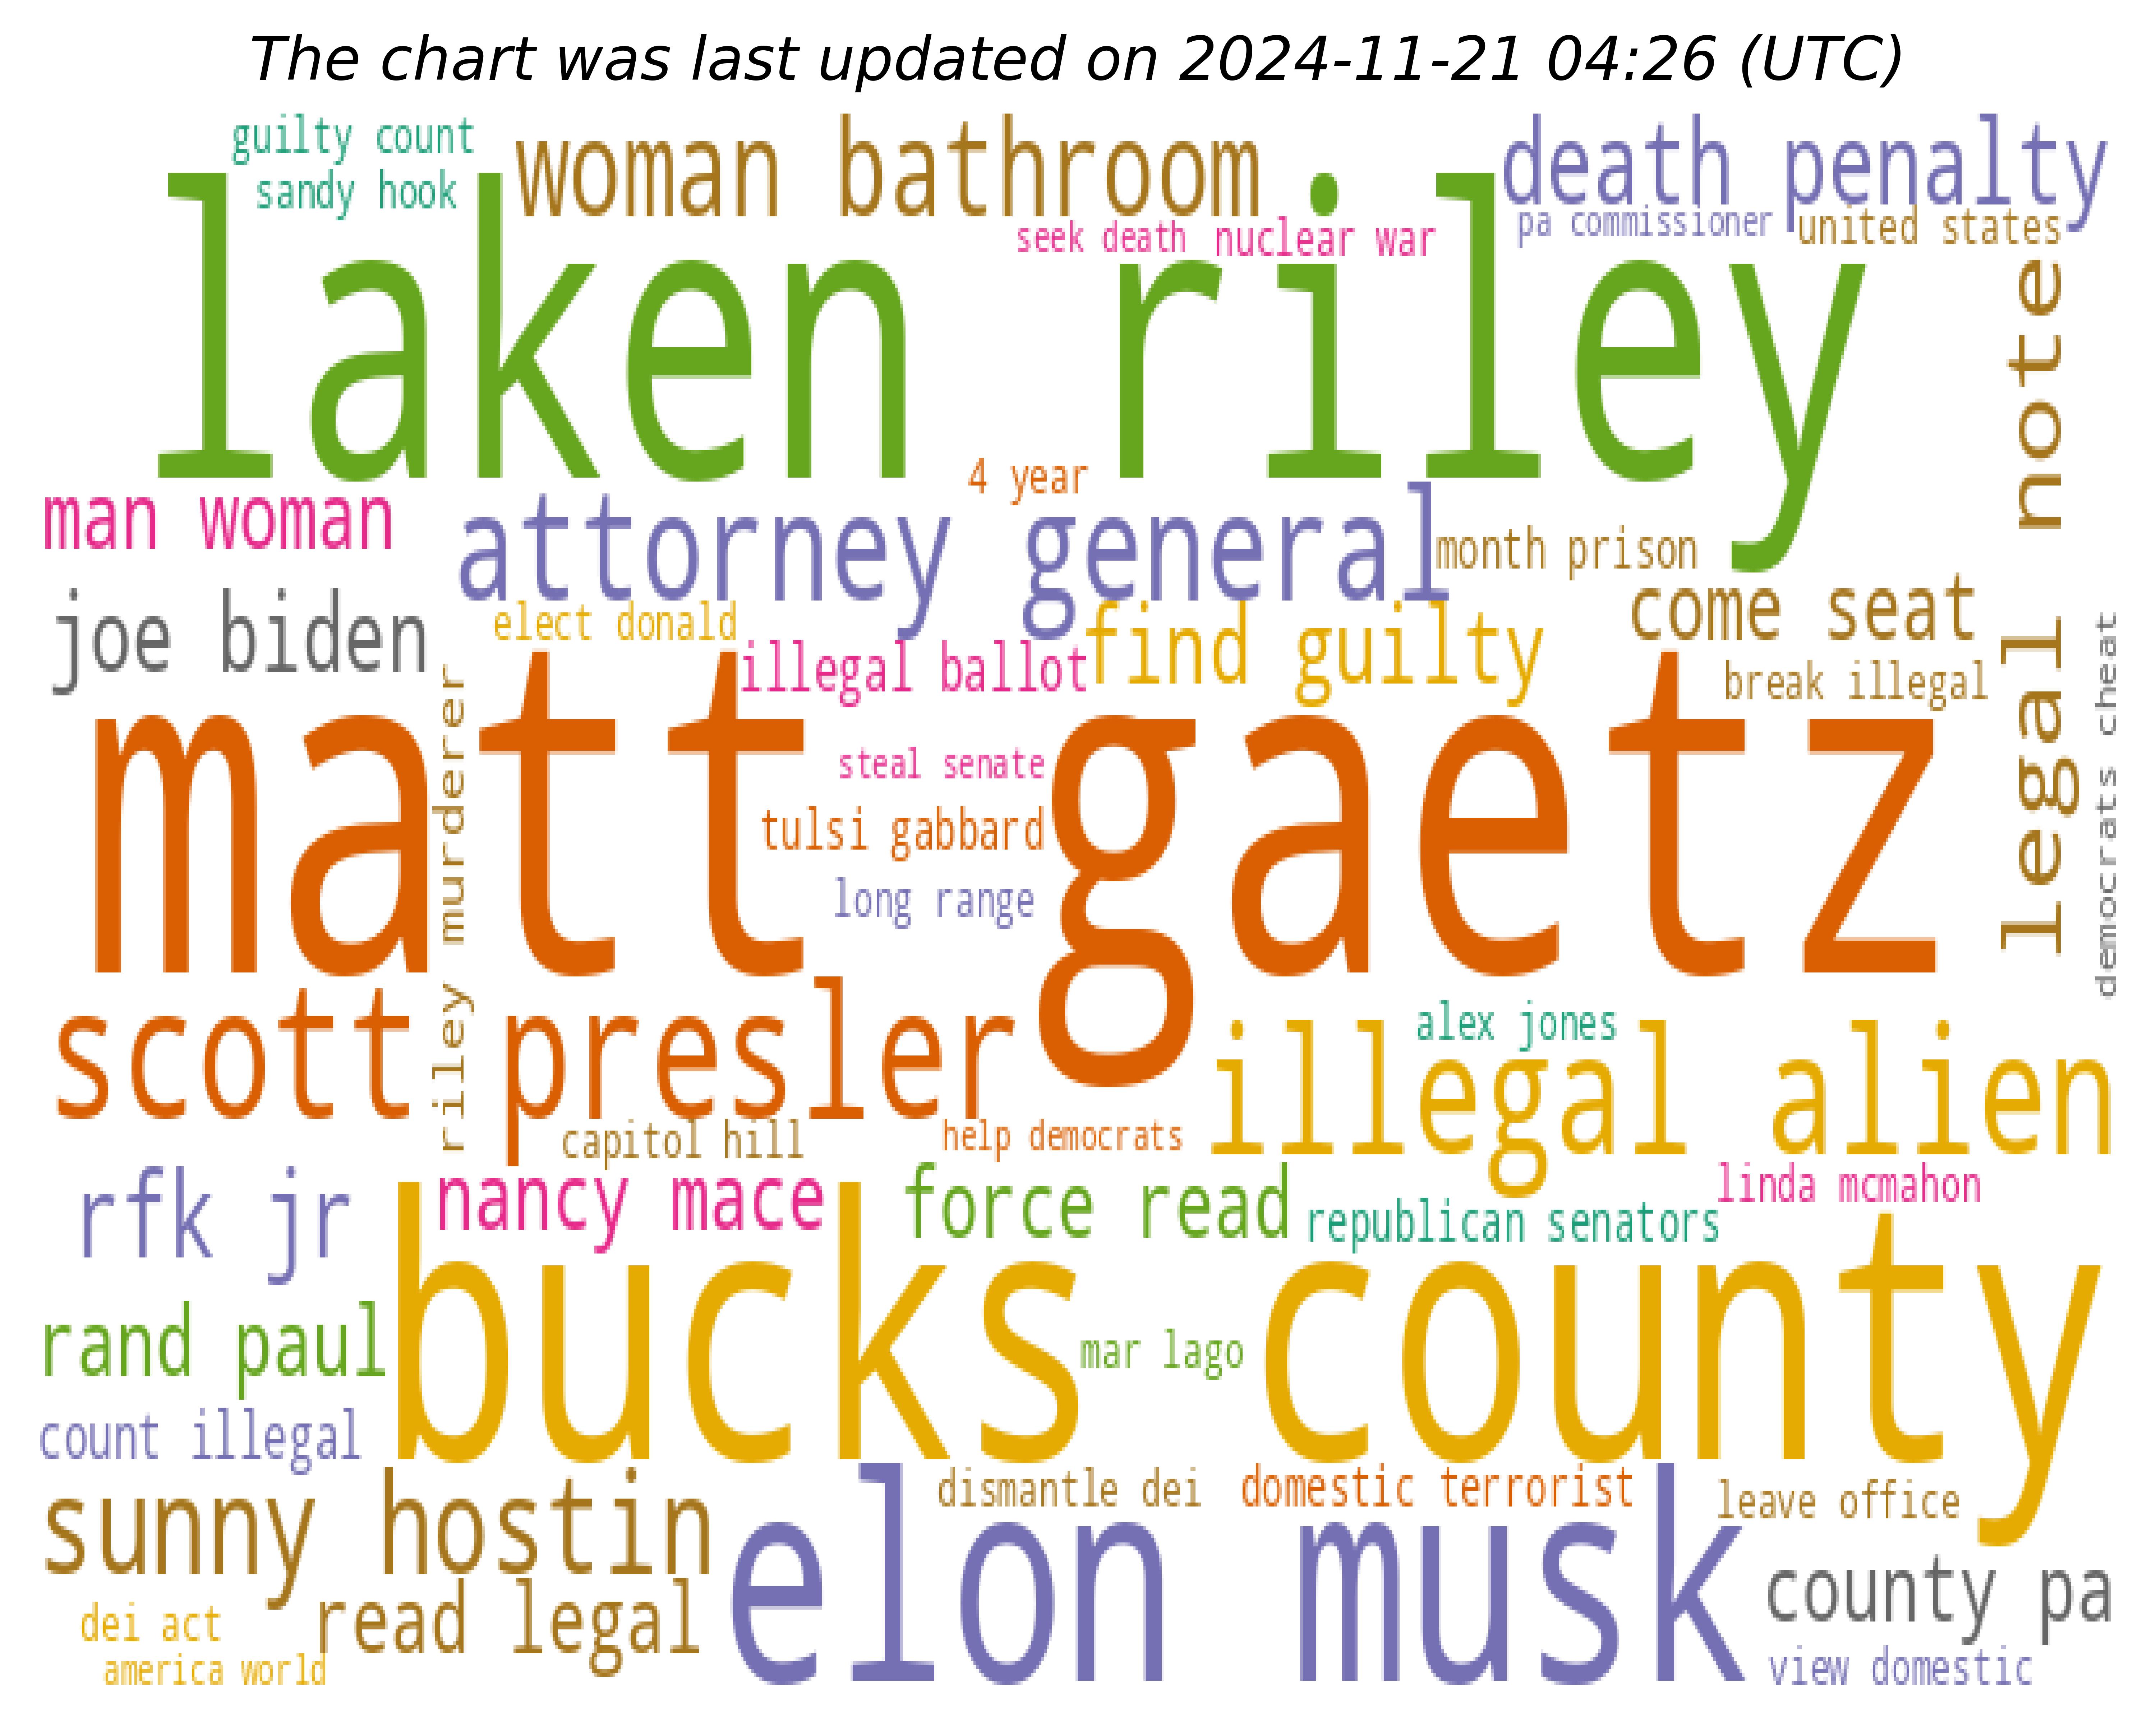 The chart was last updated on 2024-11-21 04:26 (UTC)
guilty count
woman bathroom
death penalty
sandy hook
seek death
nuclear war
pa commissioner
united states
laken riley
legal note
4 year
man woman
attorney general
month prison
joe biden
elect donald
illegal ballot
find guilty
come seat
break illegal
democrats cheat
matt gaetz
riley murderer
steal senate
tulsi gabbard
long range
scott presler
alex jones
illegal alien
capitol hill
help democrats
rfk jr
nancy mace
force read
republican senators
linda mcmahon
bucks county
rand paul
mar lago
count illegal
sunny hostin
dismantle dei
domestic terrorist
leave office
elon musk
county pa
dei act
read legal
america world
view domestic